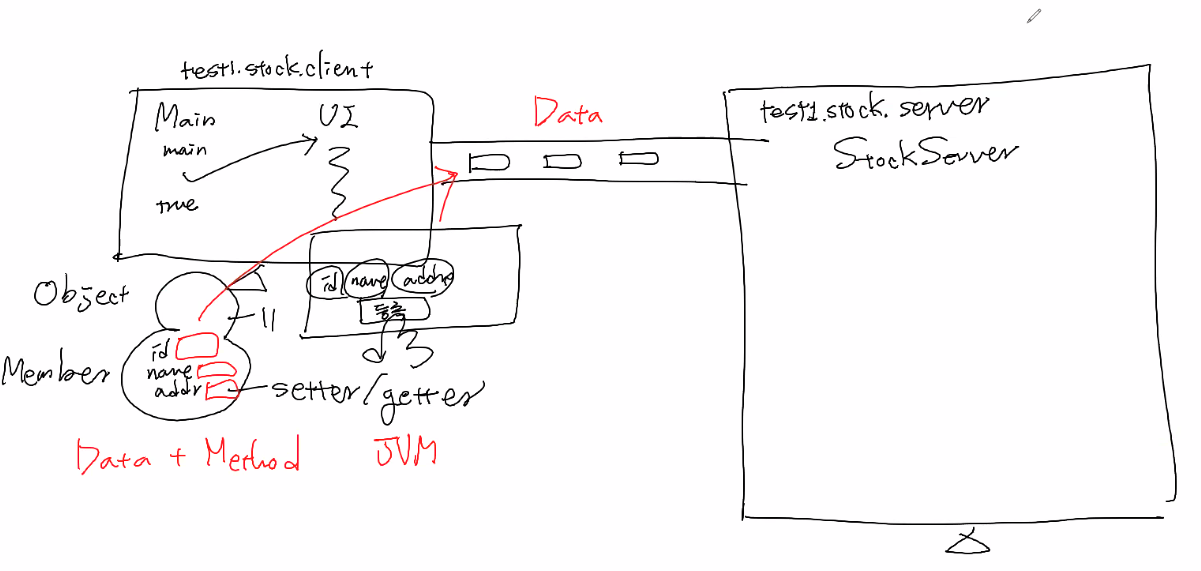 test1.stock.client
Main
main
true
UI
Data
test1.stock.server
StockServer
Object
id
name
addr
등록
Member
id
name
addr
setter/getter
Data + Method
JVM